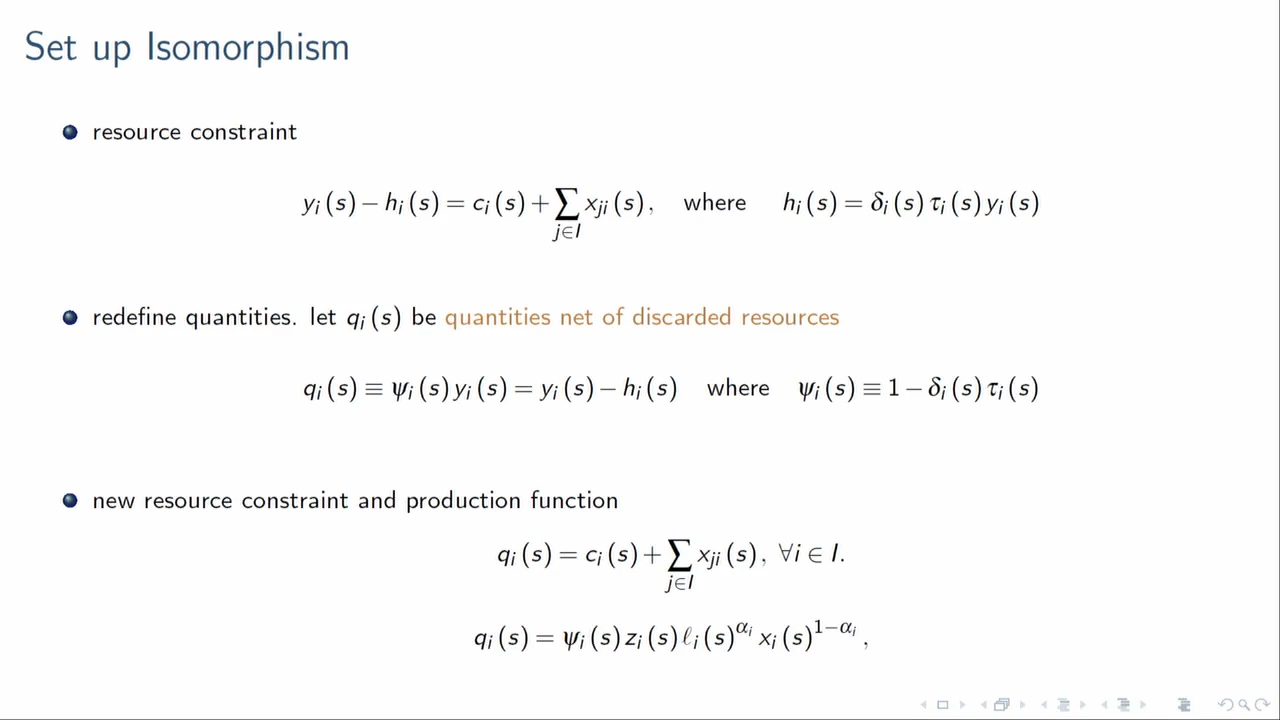 Set up Isomorphism
resource constraint
y_i(s) − h_i(s) = c_i(s) + ∑_{j∈I} x_{ji}(s), where h_i(s) = δ_i(s) τ_i(s) y_i(s)
redefine quantities. let q_i(s) be quantities net of discarded resources
q_i(s) ≡ ψ_i(s) y_i(s) = y_i(s) − h_i(s) where ψ_i(s) ≡ 1 − δ_i(s) τ_i(s)
new resource constraint and production function
q_i(s) = c_i(s) + ∑_{j∈I} x_{ji}(s), ∀i ∈ I.
q_i(s) = ψ_i(s) z_i(s) ℓ_i(s)^{α_i} x_i(s)^{1−α_i},